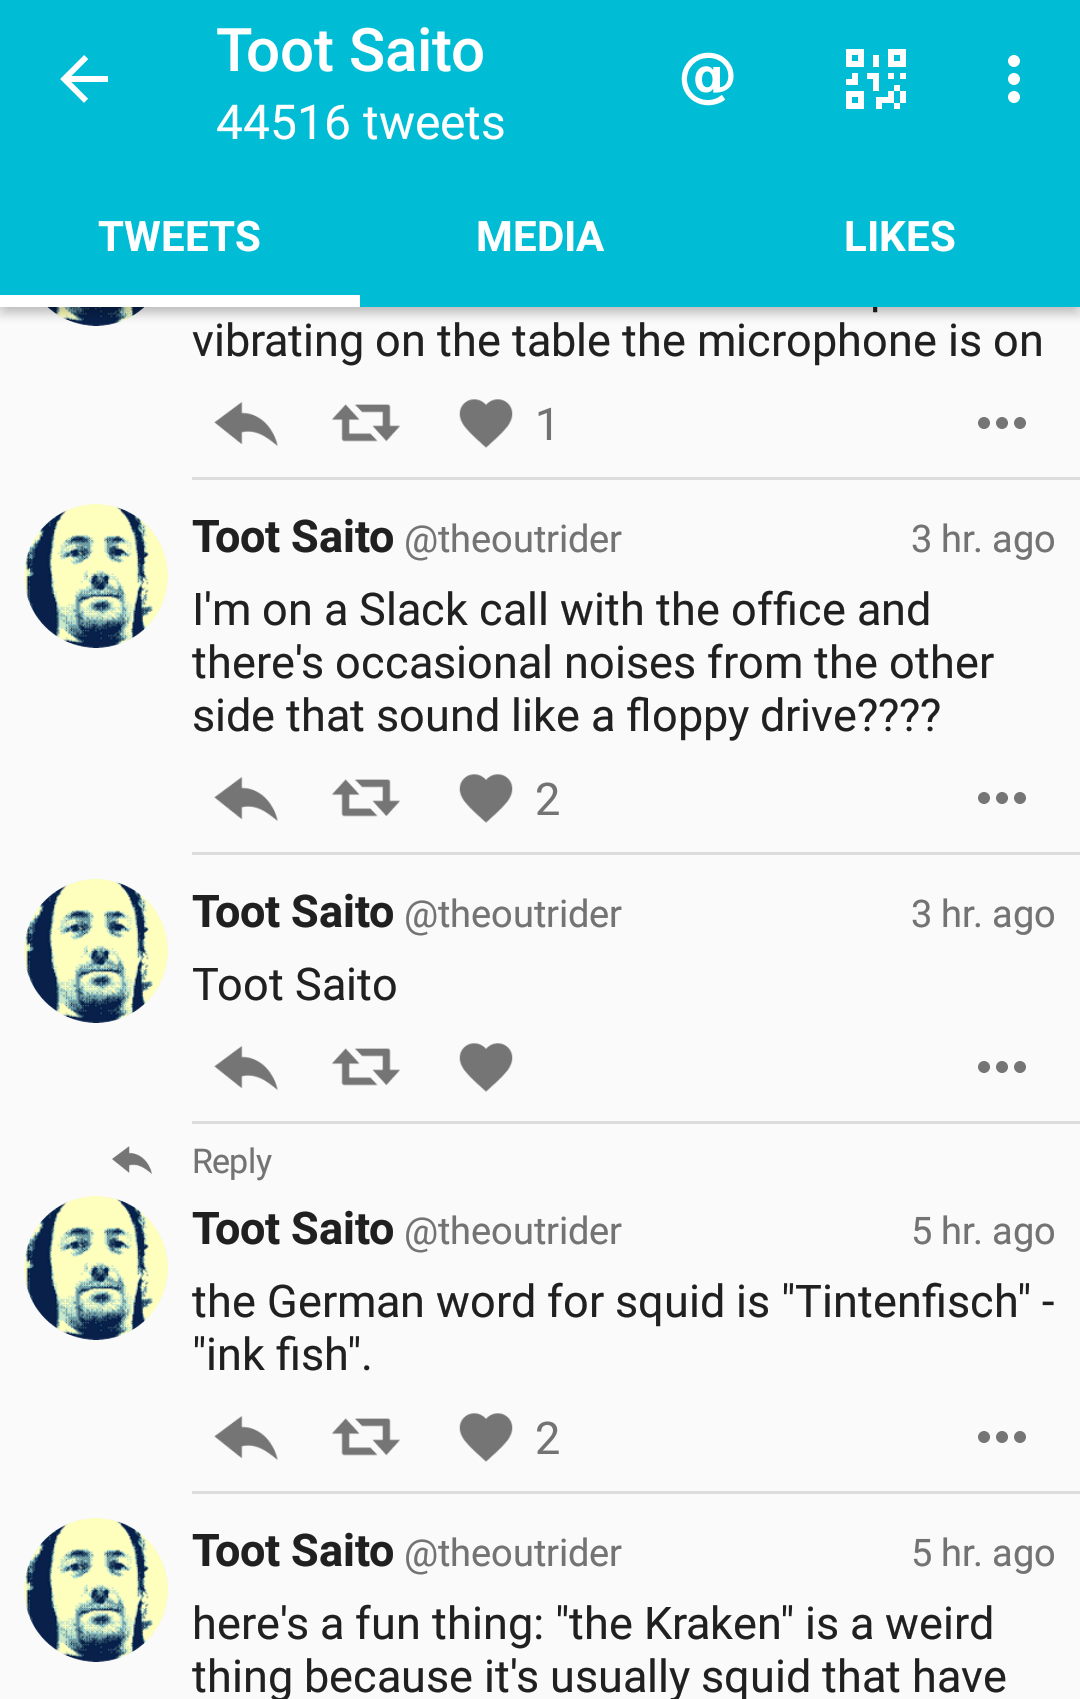 Toot Saito
44516 tweets
@
TWEETS MEDIA LIKES
vibrating on the table the microphone is on
1
Toot Saito @theoutrider 3 hr. ago
I'm on a Slack call with the office and
there's occasional noises from the other
side that sound like a floppy drive????
2
Toot Saito @theoutrider 3 hr. ago
Toot Saito
Reply
Toot Saito @theoutrider 5 hr. ago
the German word for squid is "Tintenfisch" -
"ink fish".
2
Toot Saito @theoutrider 5 hr. ago
here's a fun thing: "the Kraken" is a weird
thing because it's usually squid that have